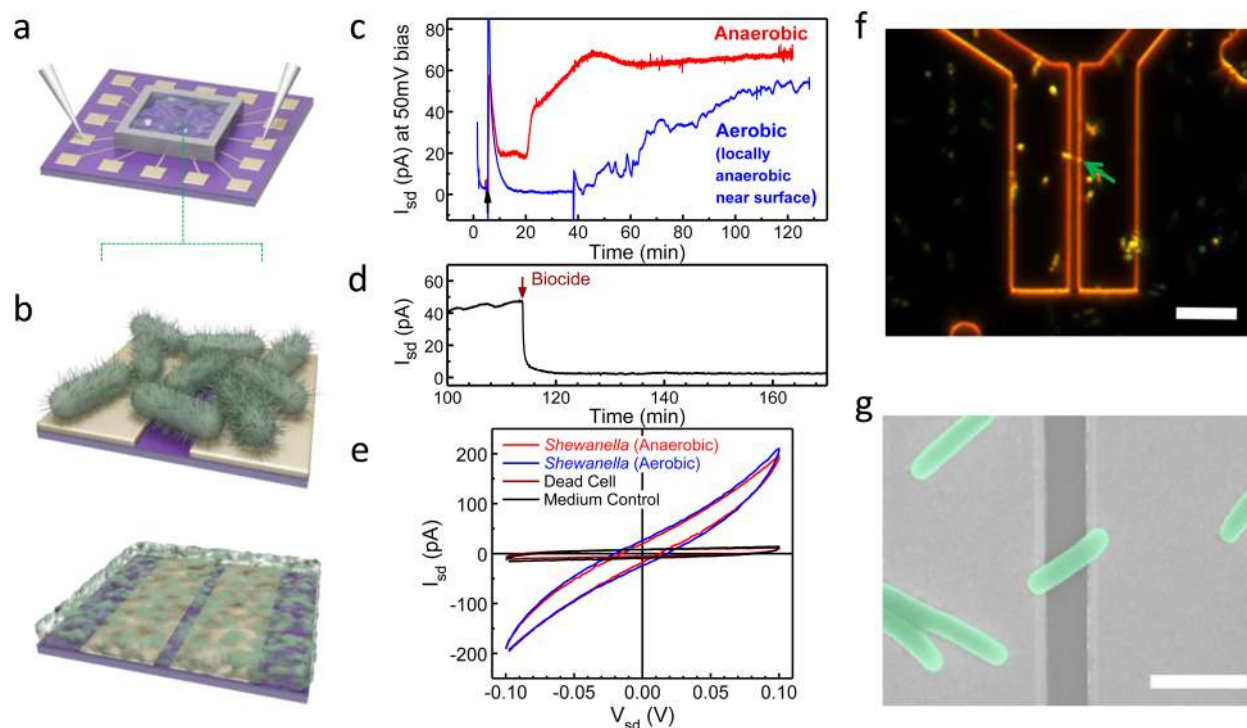 a
b
c
I_sd (pA) at 50mV bias
80
60
40
20
0
Anaerobic
Aerobic
(locally
anaerobic
near surface)
0 20 40 60 80 100 120
Time (min)
d
I_sd (pA)
60
40
20
0
Biocide
100 120 140 160
Time (min)
e
I_sd (pA)
200
100
0
-100
-200
Shewanella (Anaerobic)
Shewanella (Aerobic)
Dead Cell
Medium Control
-0.10 -0.05 0.00 0.05 0.10
V_sd (V)
f
g